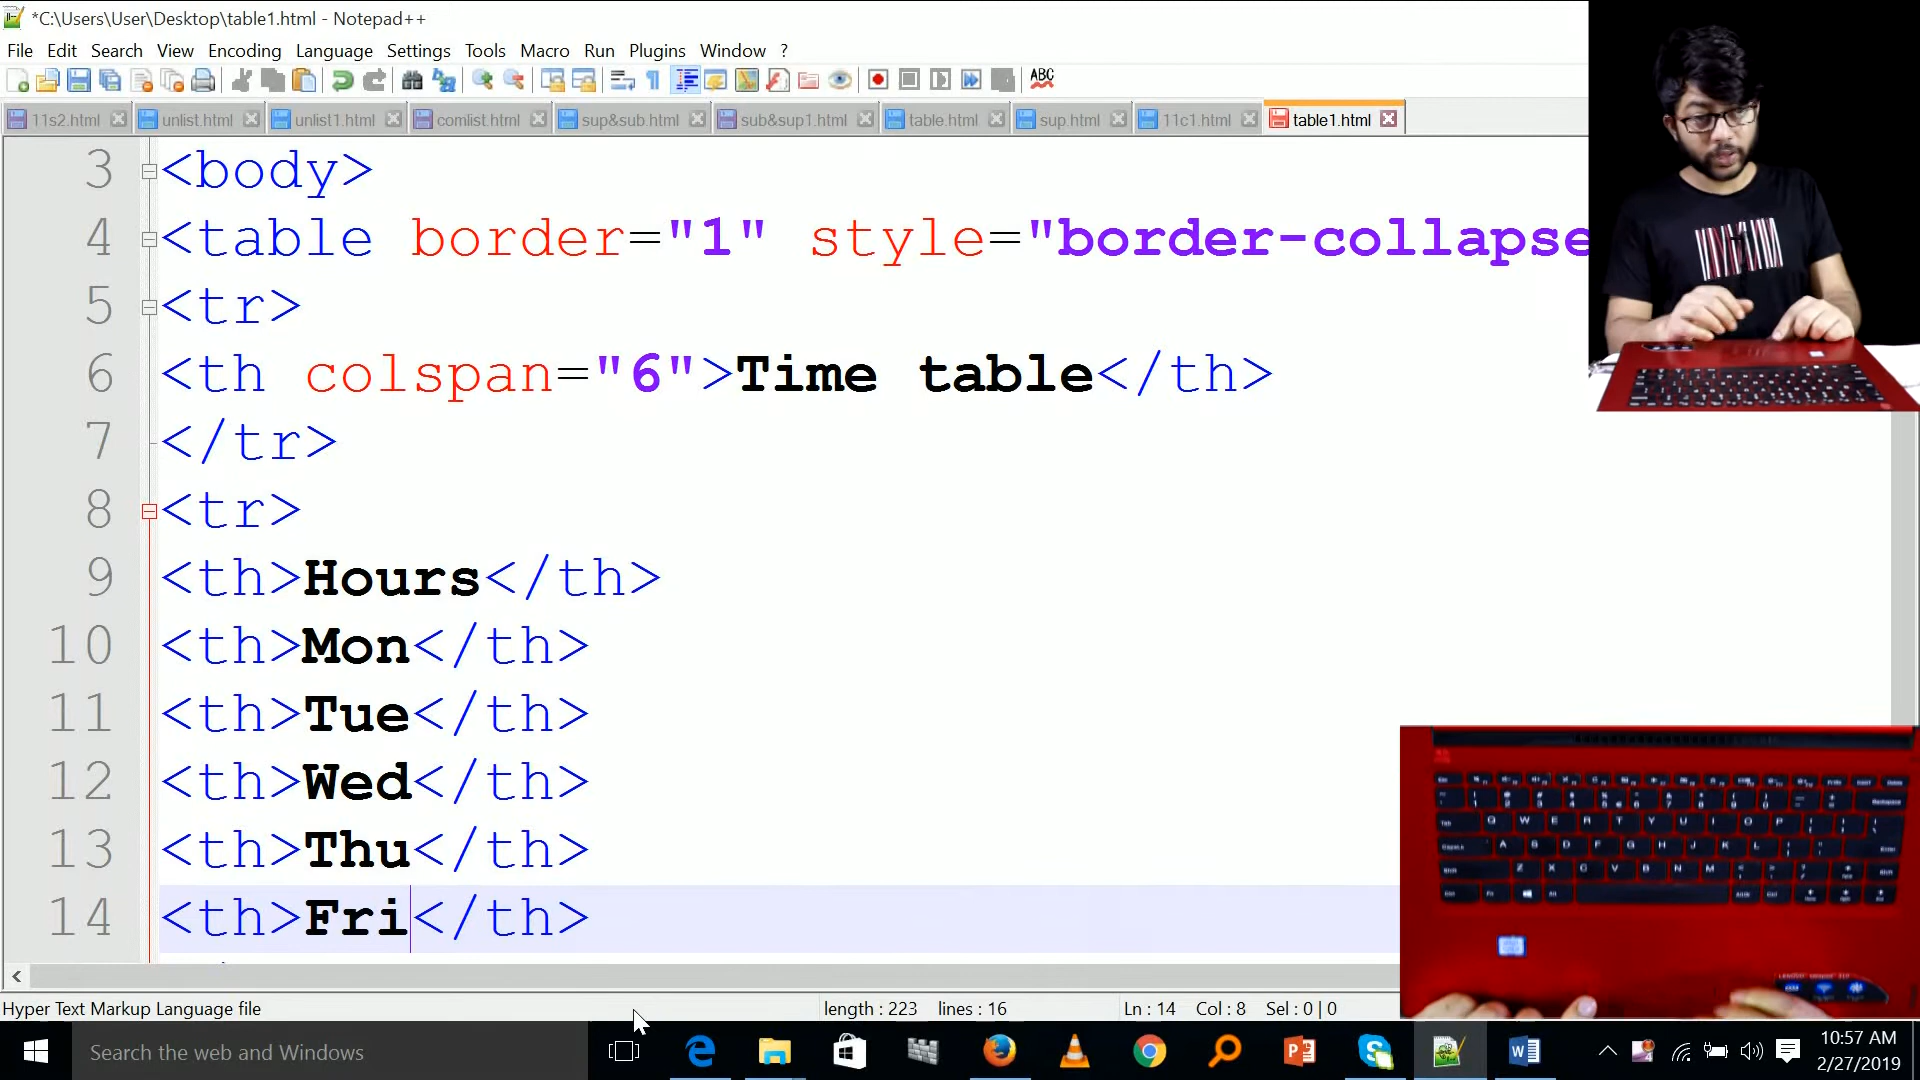 *C:\Users\User\Desktop\table1.html - Notepad++
File Edit Search View Encoding Language Settings Tools Macro Run Plugins Window ?
ABC
11s2.html unlist.html unlist1.html comlist.html sup&sub.html sub&sup1.html table.html sup.html 11c1.html table1.html
3 <body>
4 <table border="1" style="border-collapse
5 <tr>
6 <th colspan="6">Time table</th>
7 </tr>
8 <tr>
9 <th>Hours</th>
10 <th>Mon</th>
11 <th>Tue</th>
12 <th>Wed</th>
13 <th>Thu</th>
14 <th>Fri</th>
Hyper Text Markup Language file length : 223 lines : 16 Ln : 14 Col : 8 Sel : 0 | 0
Search the web and Windows
10:57 AM
2/27/2019